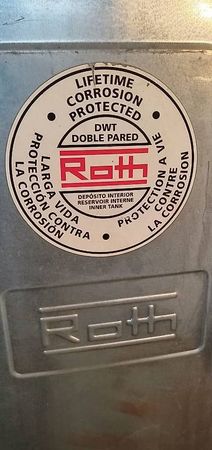 LIFETIME
CORROSION
PROTECTED
DWT
DOBLE PARED
Roth
DEPÓSITO INTERIOR
RESERVOIR INTERNE
INNER TANK
LARGA VIDA
PROTECCIÓN CONTRA
LA CORROSIÓN
PROTECTION A VIE
CONTRE
LA CORROSION
Roth